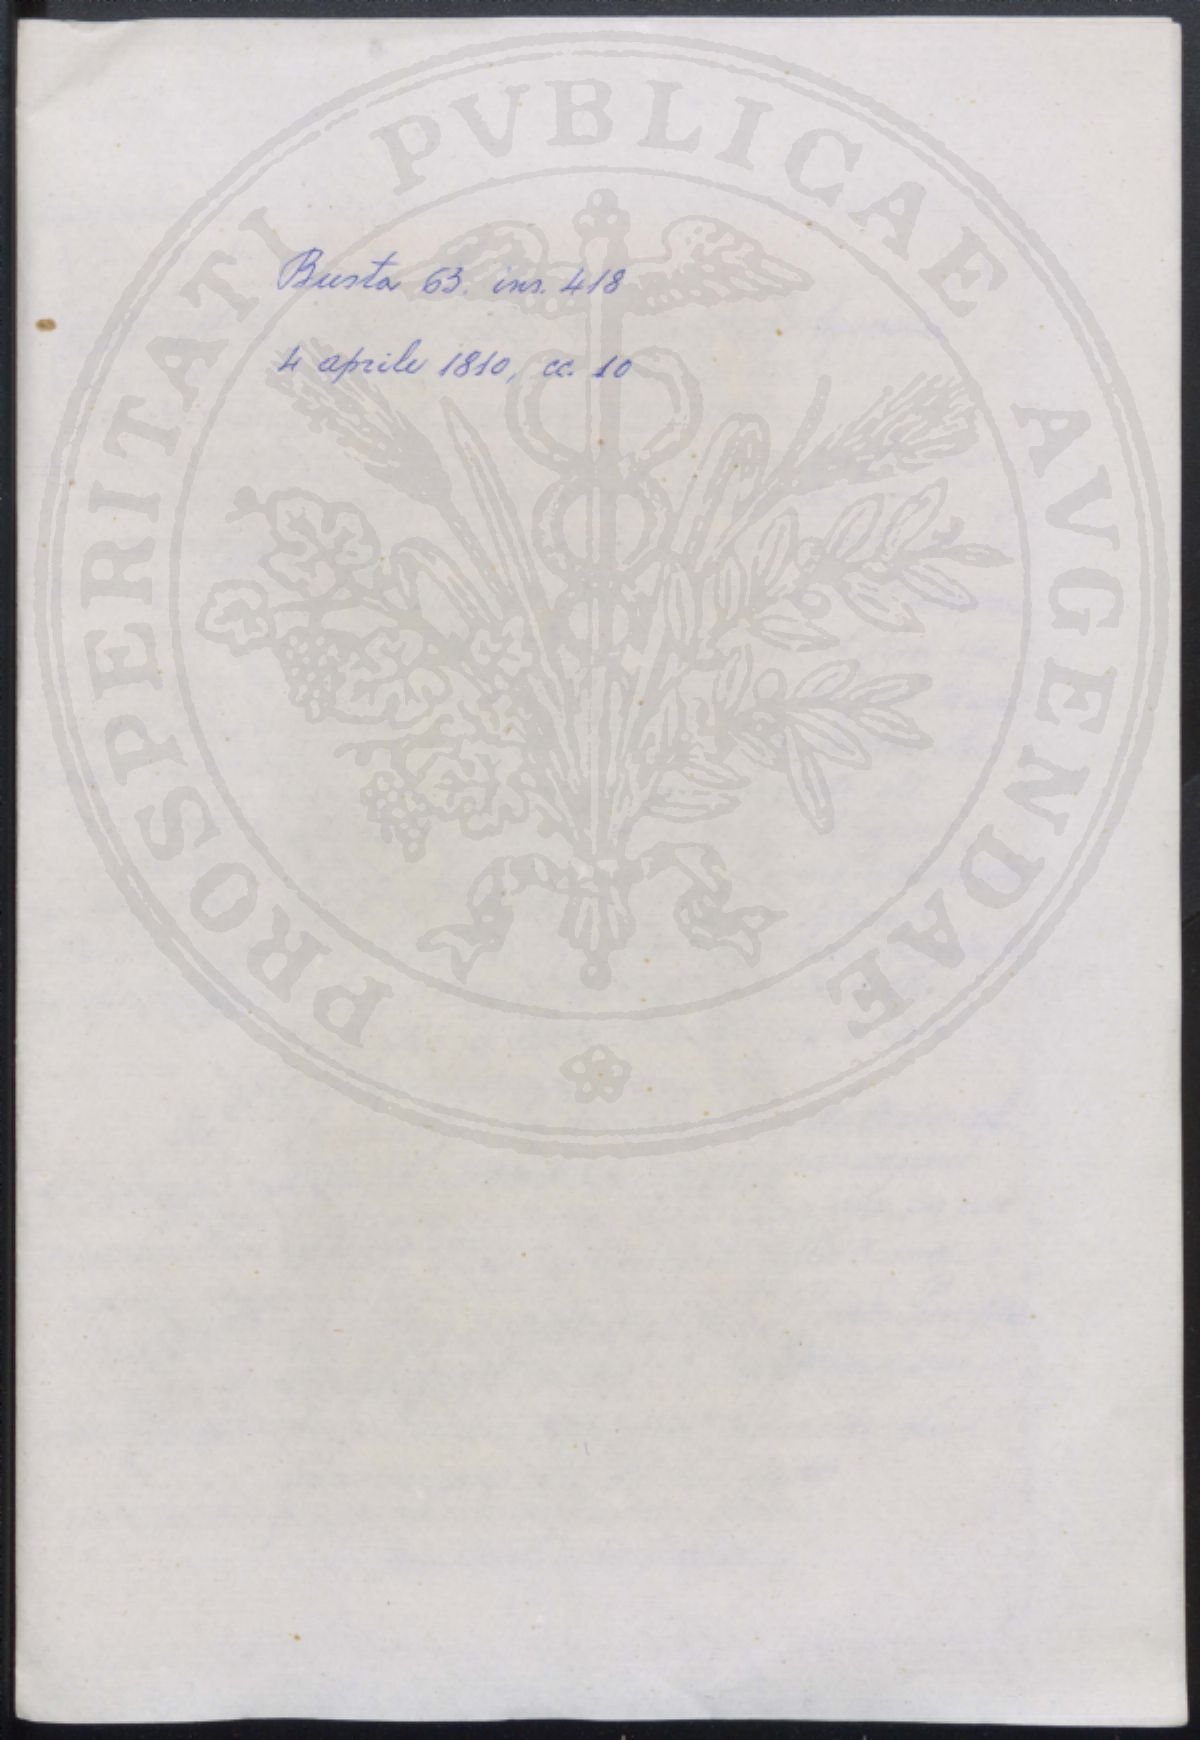 PROSPERITATI PVBLICAE AVGENDAE
Busta 63. ins. 418
4 aprile 1810, cc. 10